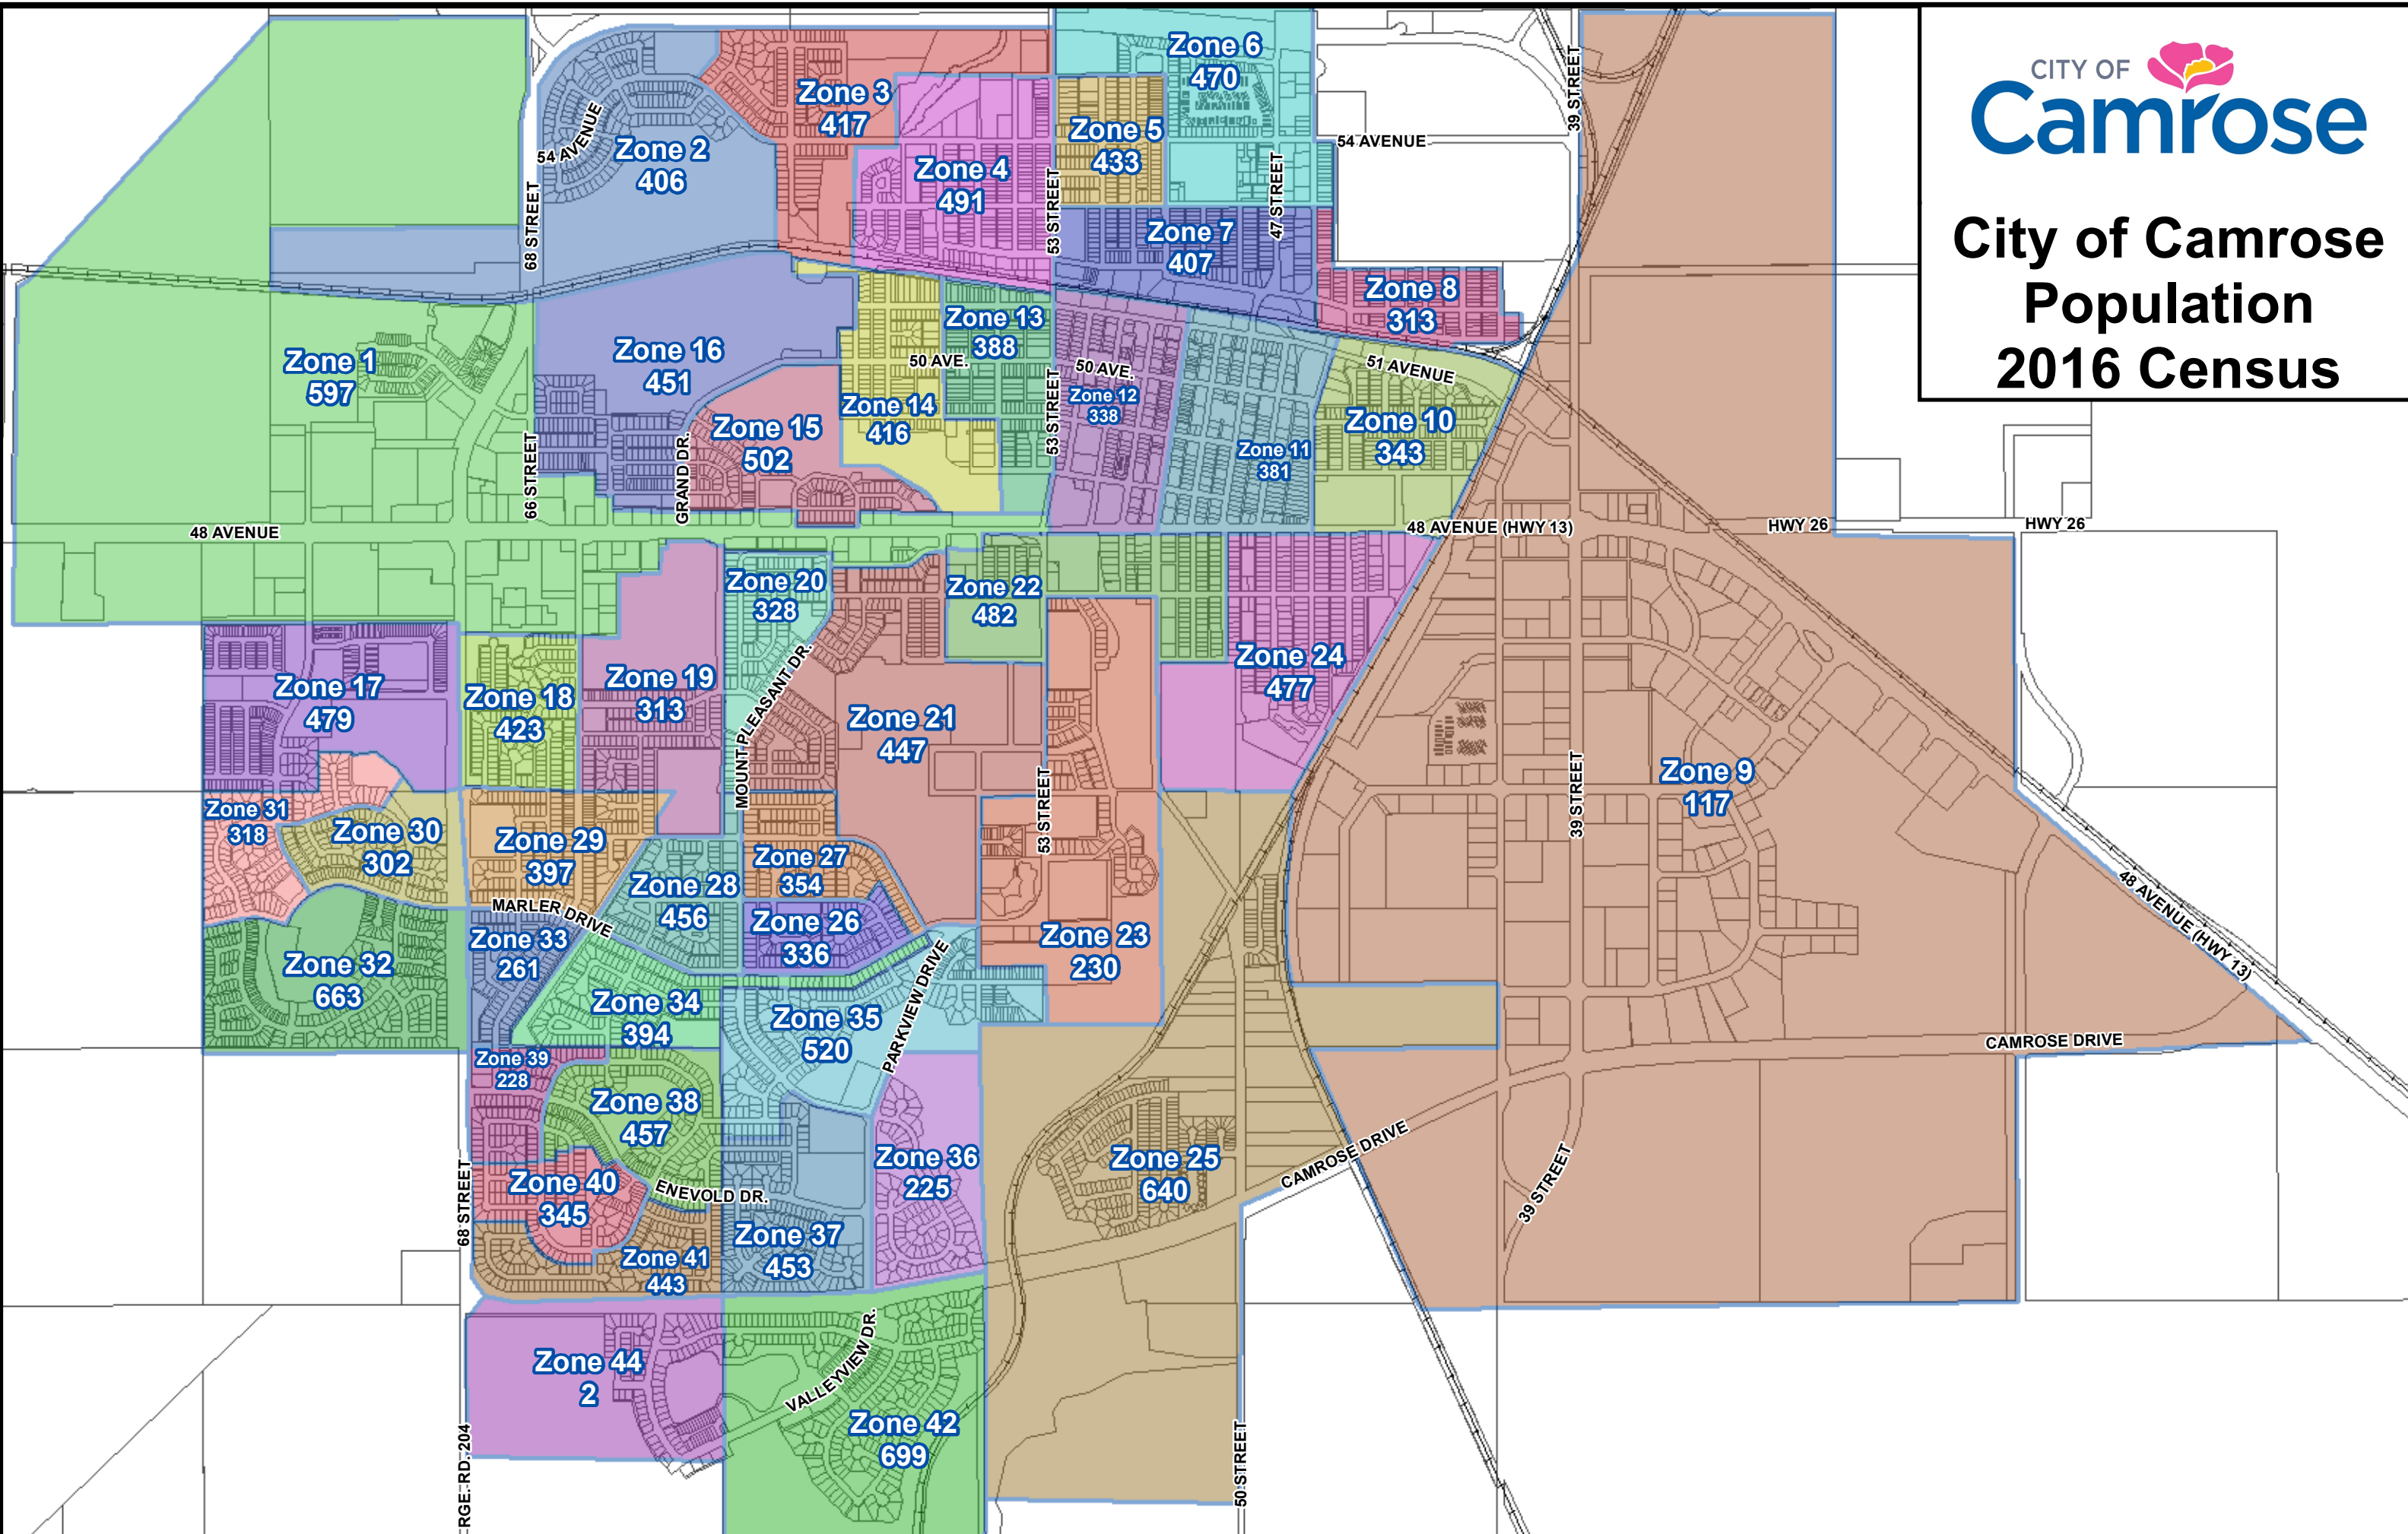 CITY OF
Camrose
City of Camrose
Population
2016 Census
Zone 1
597
Zone 2
406
Zone 3
417
Zone 4
491
Zone 5
433
Zone 6
470
Zone 7
407
Zone 8
313
Zone 9
117
Zone 10
343
Zone 11
381
Zone 12
338
Zone 13
388
Zone 14
416
Zone 15
502
Zone 16
451
Zone 17
479
Zone 18
423
Zone 19
313
Zone 20
328
Zone 21
447
Zone 22
482
Zone 23
230
Zone 24
477
Zone 25
640
Zone 26
336
Zone 27
354
Zone 28
456
Zone 29
397
Zone 30
302
Zone 31
318
Zone 32
663
Zone 33
261
Zone 34
394
Zone 35
520
Zone 36
225
Zone 37
453
Zone 38
457
Zone 39
228
Zone 40
345
Zone 41
443
Zone 42
699
Zone 44
2
54 AVENUE
68 STREET
53 STREET
47 STREET
39 STREET
54 AVENUE
50 AVE.
50 AVE.
51 AVENUE
53 STREET
66 STREET
GRAND DR.
48 AVENUE
48 AVENUE (HWY 13)
HWY 26
HWY 26
MOUNT PLEASANT DR.
53 STREET
39 STREET
48 AVENUE (HWY 13)
MARLER DRIVE
PARKVIEW DRIVE
CAMROSE DRIVE
CAMROSE DRIVE
39 STREET
ENEVOLD DR.
68 STREET
VALLEYVIEW DR.
RGE. RD. 204
50 STREET